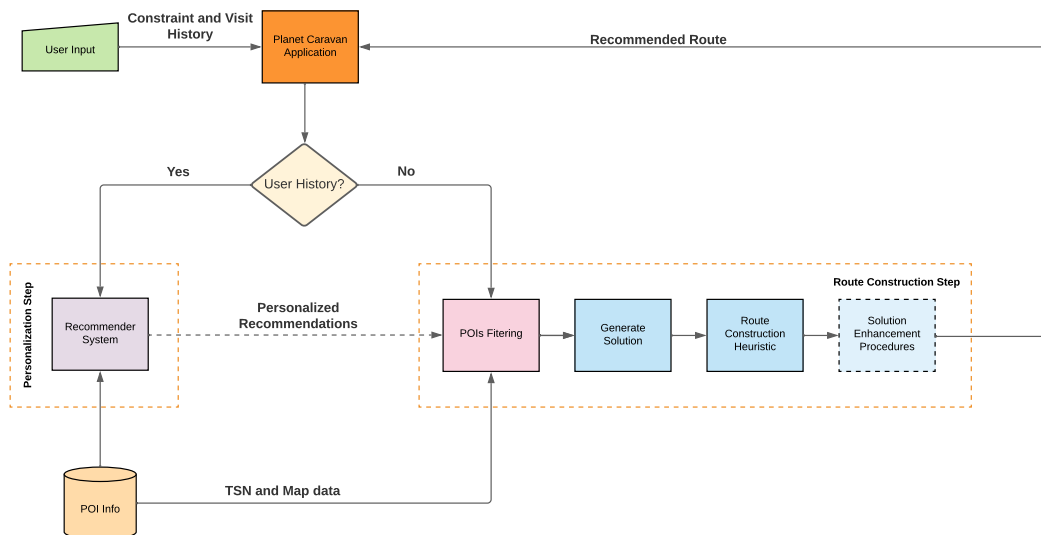 Constraint and Visit
History
User Input
Planet Caravan
Application
Recommended Route
Yes
User History?
No
Personalization Step
Recommender
System
Personalized
Recommendations
Route Construction Step
POIs Filtering
Generate
Solution
Route
Construction
Heuristic
Solution
Enhancement
Procedures
POI Info
TSN and Map data